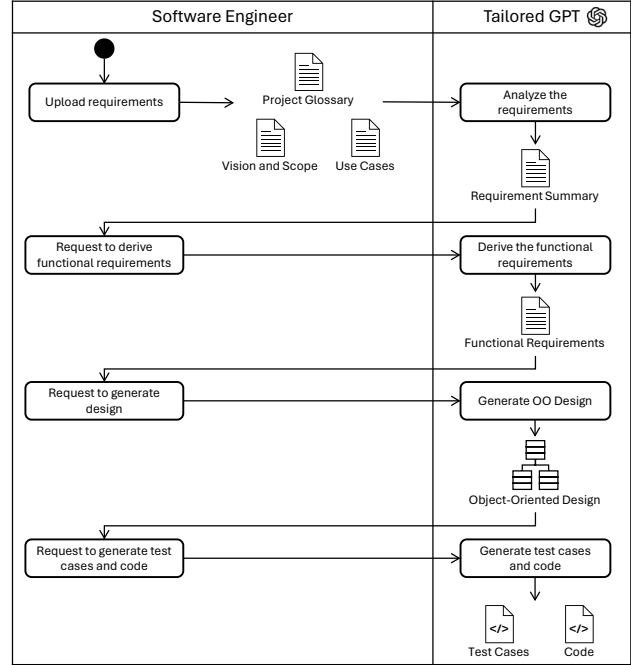 Software Engineer
Tailored GPT
Upload requirements
Project Glossary
Vision and Scope
Use Cases
Analyze the
requirements
Requirement Summary
Request to derive
functional requirements
Derive the functional
requirements
Functional Requirements
Request to generate
design
Generate OO Design
Object-Oriented Design
Request to generate test
cases and code
Generate test cases
and code
</>
</>
Test Cases
Code